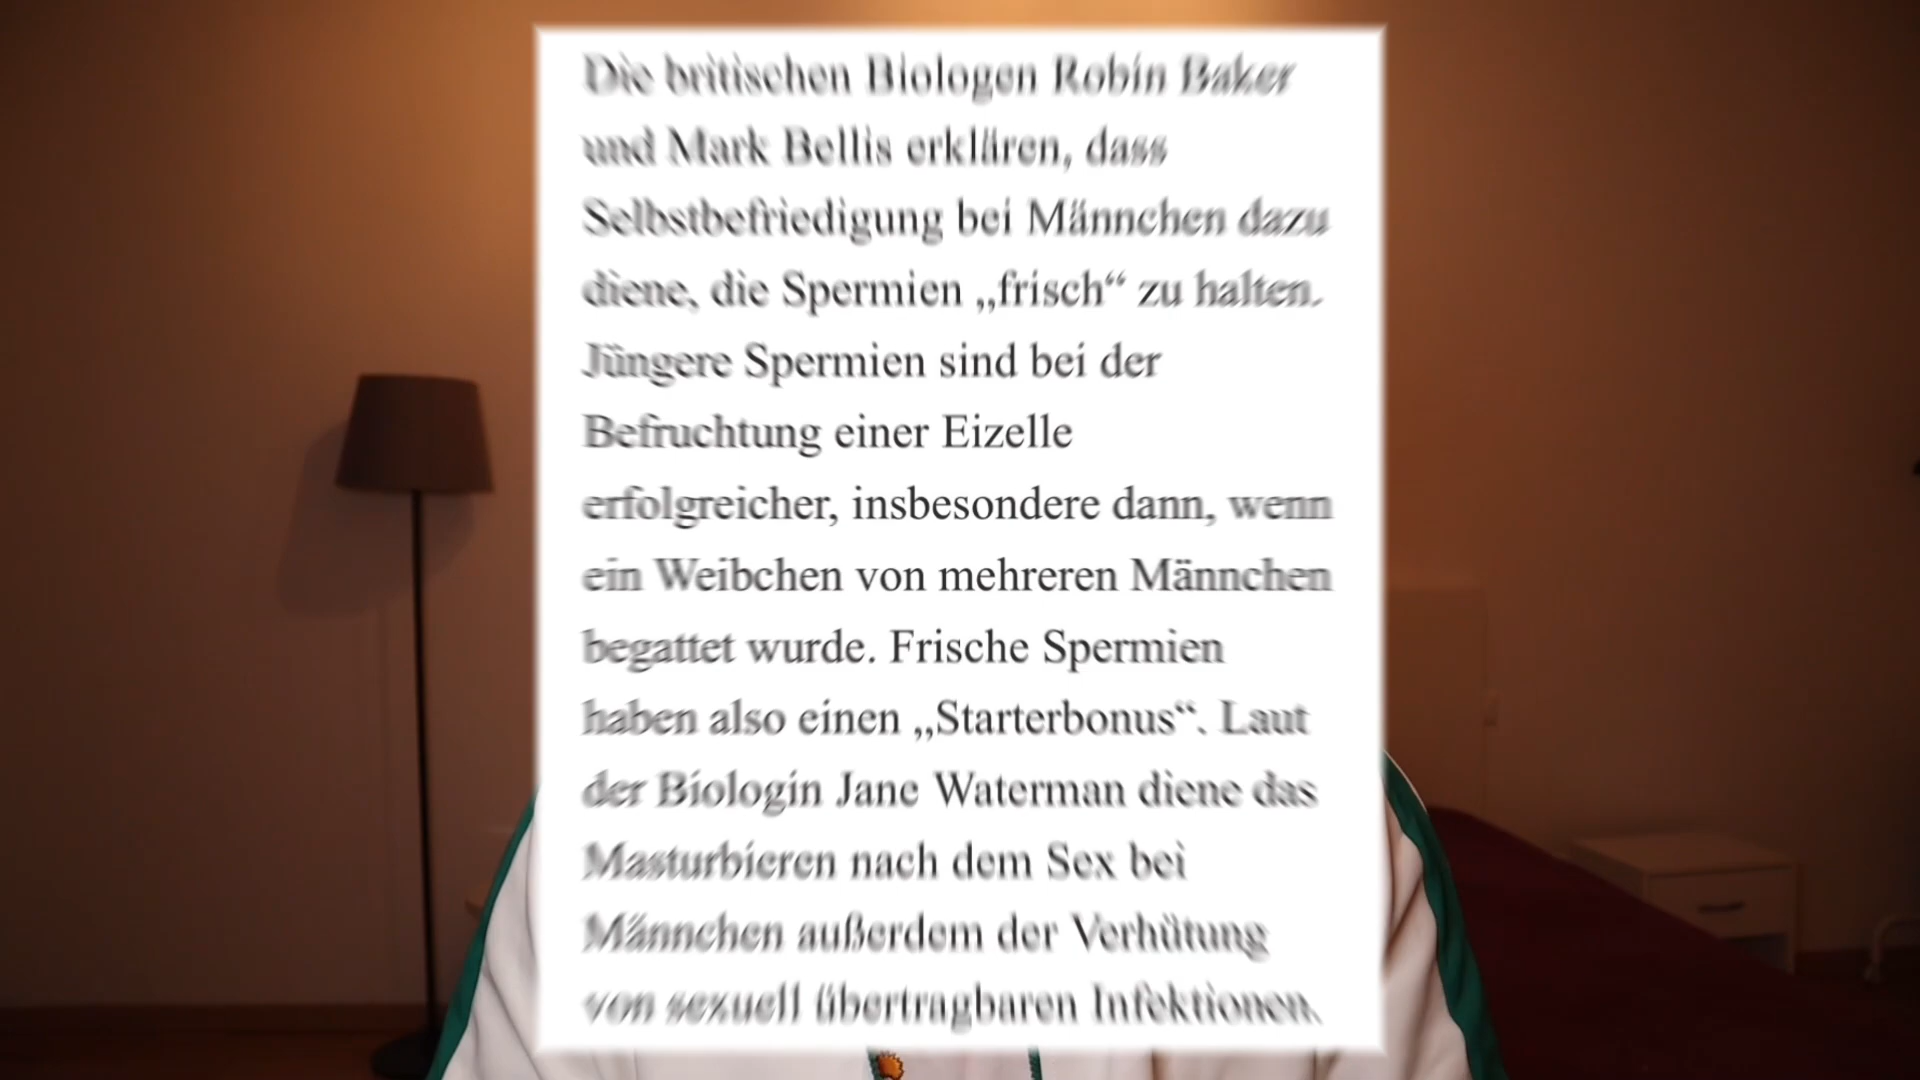 Die britischen Biologen Robin Baker
und Mark Bellis erklären, dass
Selbstbefriedigung bei Männchen dazu
diene, die Spermien „frisch“ zu halten.
Jüngere Spermien sind bei der
Befruchtung einer Eizelle
erfolgreicher, insbesondere dann, wenn
ein Weibchen von mehreren Männchen
begattet wurde. Frische Spermien
haben also einen „Starterbonus“. Laut
der Biologin Jane Waterman diene das
Masturbieren nach dem Sex bei
Männchen außerdem der Verhütung
von sexuell übertragbaren Infektionen.